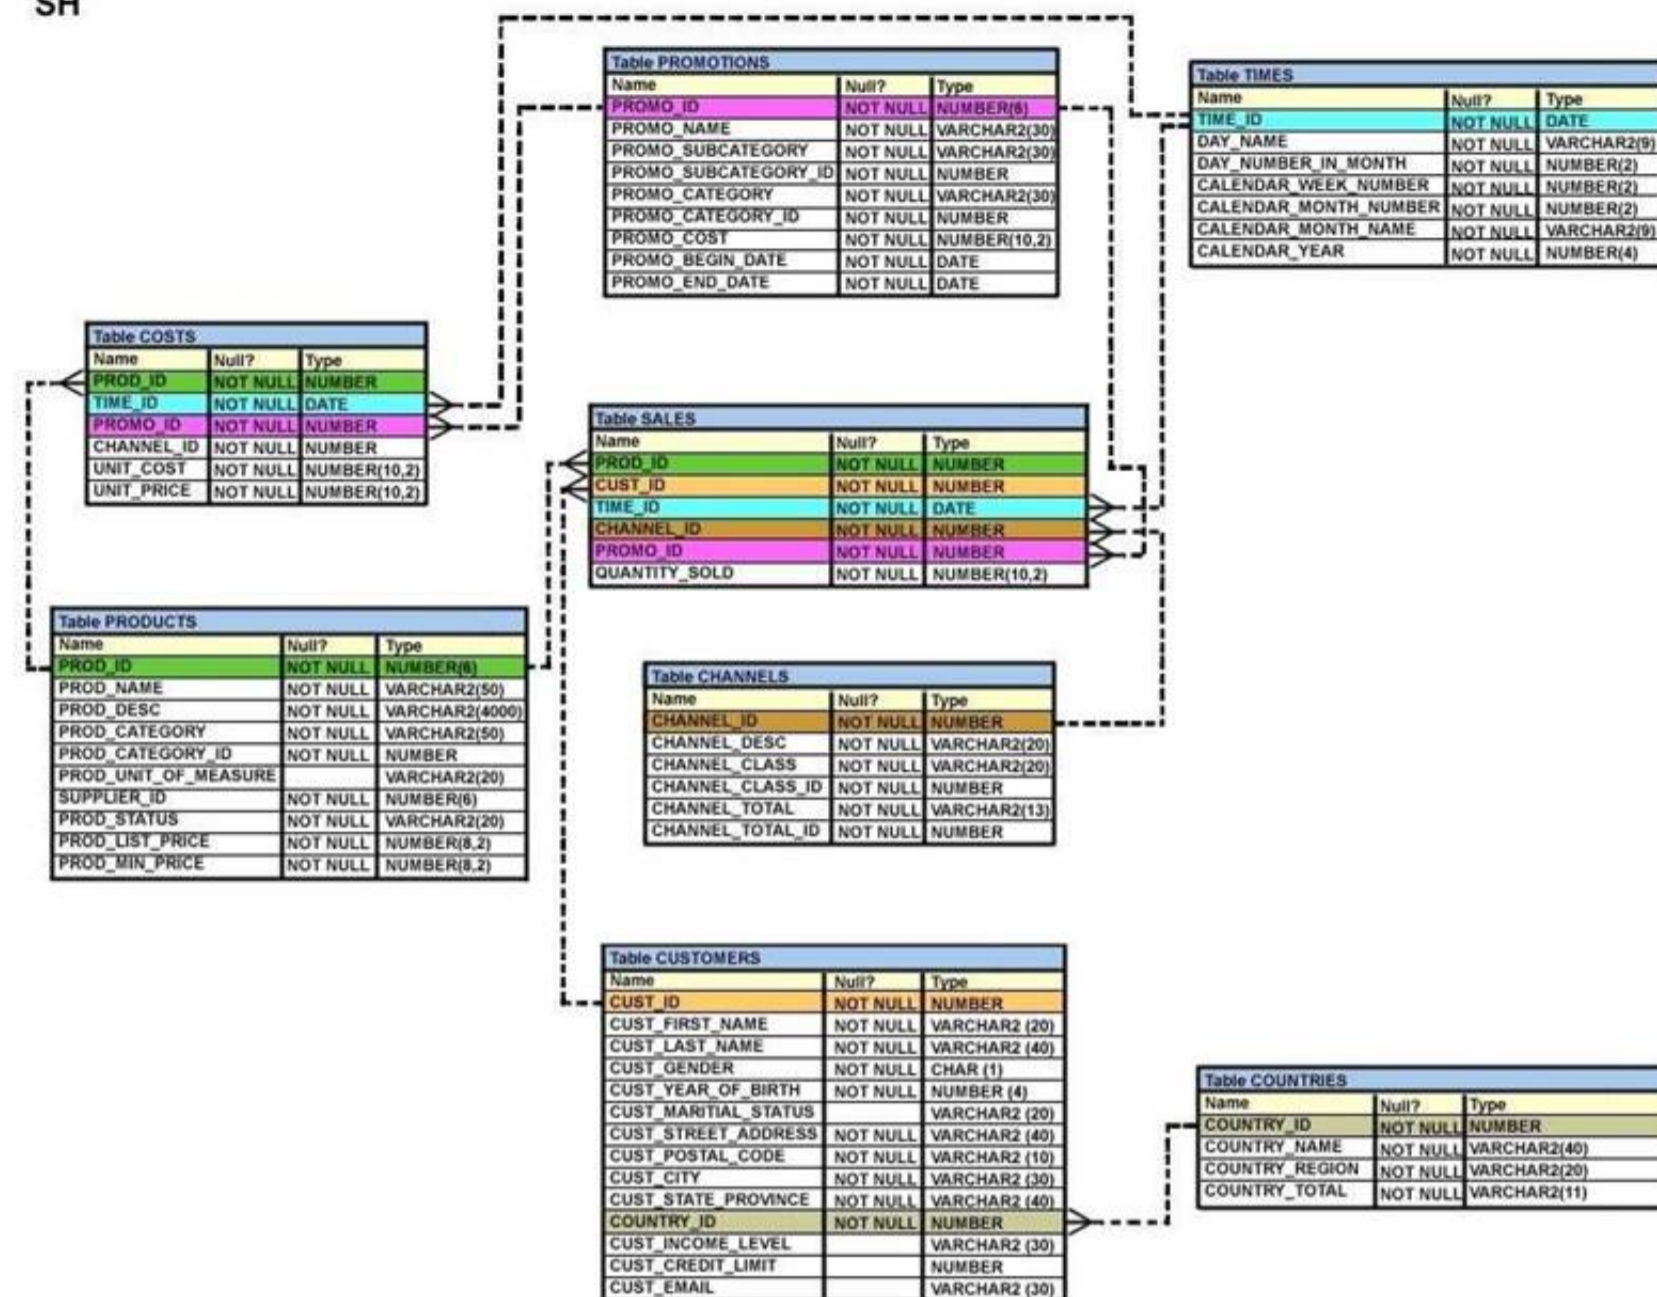 SH
Table PROMOTIONS
Name Null? Type
PROMO_ID NOT NULL NUMBER(6)
PROMO_NAME NOT NULL VARCHAR2(30)
PROMO_SUBCATEGORY NOT NULL VARCHAR2(30)
PROMO_SUBCATEGORY_ID NOT NULL NUMBER
PROMO_CATEGORY NOT NULL VARCHAR2(30)
PROMO_CATEGORY_ID NOT NULL NUMBER
PROMO_COST NOT NULL NUMBER(10,2)
PROMO_BEGIN_DATE NOT NULL DATE
PROMO_END_DATE NOT NULL DATE
Table TIMES
Name Null? Type
TIME_ID NOT NULL DATE
DAY_NAME NOT NULL VARCHAR2(9)
DAY_NUMBER_IN_MONTH NOT NULL NUMBER(2)
CALENDAR_WEEK_NUMBER NOT NULL NUMBER(2)
CALENDAR_MONTH_NUMBER NOT NULL NUMBER(2)
CALENDAR_MONTH_NAME NOT NULL VARCHAR2(9)
CALENDAR_YEAR NOT NULL NUMBER(4)
Table COSTS
Name Null? Type
PROD_ID NOT NULL NUMBER
TIME_ID NOT NULL DATE
PROMO_ID NOT NULL NUMBER
CHANNEL_ID NOT NULL NUMBER
UNIT_COST NOT NULL NUMBER(10,2)
UNIT_PRICE NOT NULL NUMBER(10,2)
Table SALES
Name Null? Type
PROD_ID NOT NULL NUMBER
CUST_ID NOT NULL NUMBER
TIME_ID NOT NULL DATE
CHANNEL_ID NOT NULL NUMBER
PROMO_ID NOT NULL NUMBER
QUANTITY_SOLD NOT NULL NUMBER(10,2)
Table PRODUCTS
Name Null? Type
PROD_ID NOT NULL NUMBER(6)
PROD_NAME NOT NULL VARCHAR2(50)
PROD_DESC NOT NULL VARCHAR2(4000)
PROD_CATEGORY NOT NULL VARCHAR2(50)
PROD_CATEGORY_ID NOT NULL NUMBER
PROD_UNIT_OF_MEASURE VARCHAR2(20)
SUPPLIER_ID NOT NULL NUMBER(6)
PROD_STATUS NOT NULL VARCHAR2(20)
PROD_LIST_PRICE NOT NULL NUMBER(8,2)
PROD_MIN_PRICE NOT NULL NUMBER(8,2)
Table CHANNELS
Name Null? Type
CHANNEL_ID NOT NULL NUMBER
CHANNEL_DESC NOT NULL VARCHAR2(20)
CHANNEL_CLASS NOT NULL VARCHAR2(20)
CHANNEL_CLASS_ID NOT NULL NUMBER
CHANNEL_TOTAL NOT NULL VARCHAR2(13)
CHANNEL_TOTAL_ID NOT NULL NUMBER
Table CUSTOMERS
Name Null? Type
CUST_ID NOT NULL NUMBER
CUST_FIRST_NAME NOT NULL VARCHAR2 (20)
CUST_LAST_NAME NOT NULL VARCHAR2 (40)
CUST_GENDER NOT NULL CHAR (1)
CUST_YEAR_OF_BIRTH NOT NULL NUMBER (4)
CUST_MARITIAL_STATUS VARCHAR2 (20)
CUST_STREET_ADDRESS NOT NULL VARCHAR2 (40)
CUST_POSTAL_CODE NOT NULL VARCHAR2 (10)
CUST_CITY NOT NULL VARCHAR2 (30)
CUST_STATE_PROVINCE NOT NULL VARCHAR2 (40)
COUNTRY_ID NOT NULL NUMBER
CUST_INCOME_LEVEL VARCHAR2 (30)
CUST_CREDIT_LIMIT NUMBER
CUST_EMAIL VARCHAR2 (30)
Table COUNTRIES
Name Null? Type
COUNTRY_ID NOT NULL NUMBER
COUNTRY_NAME NOT NULL VARCHAR2(40)
COUNTRY_REGION NOT NULL VARCHAR2(20)
COUNTRY_TOTAL NOT NULL VARCHAR2(11)